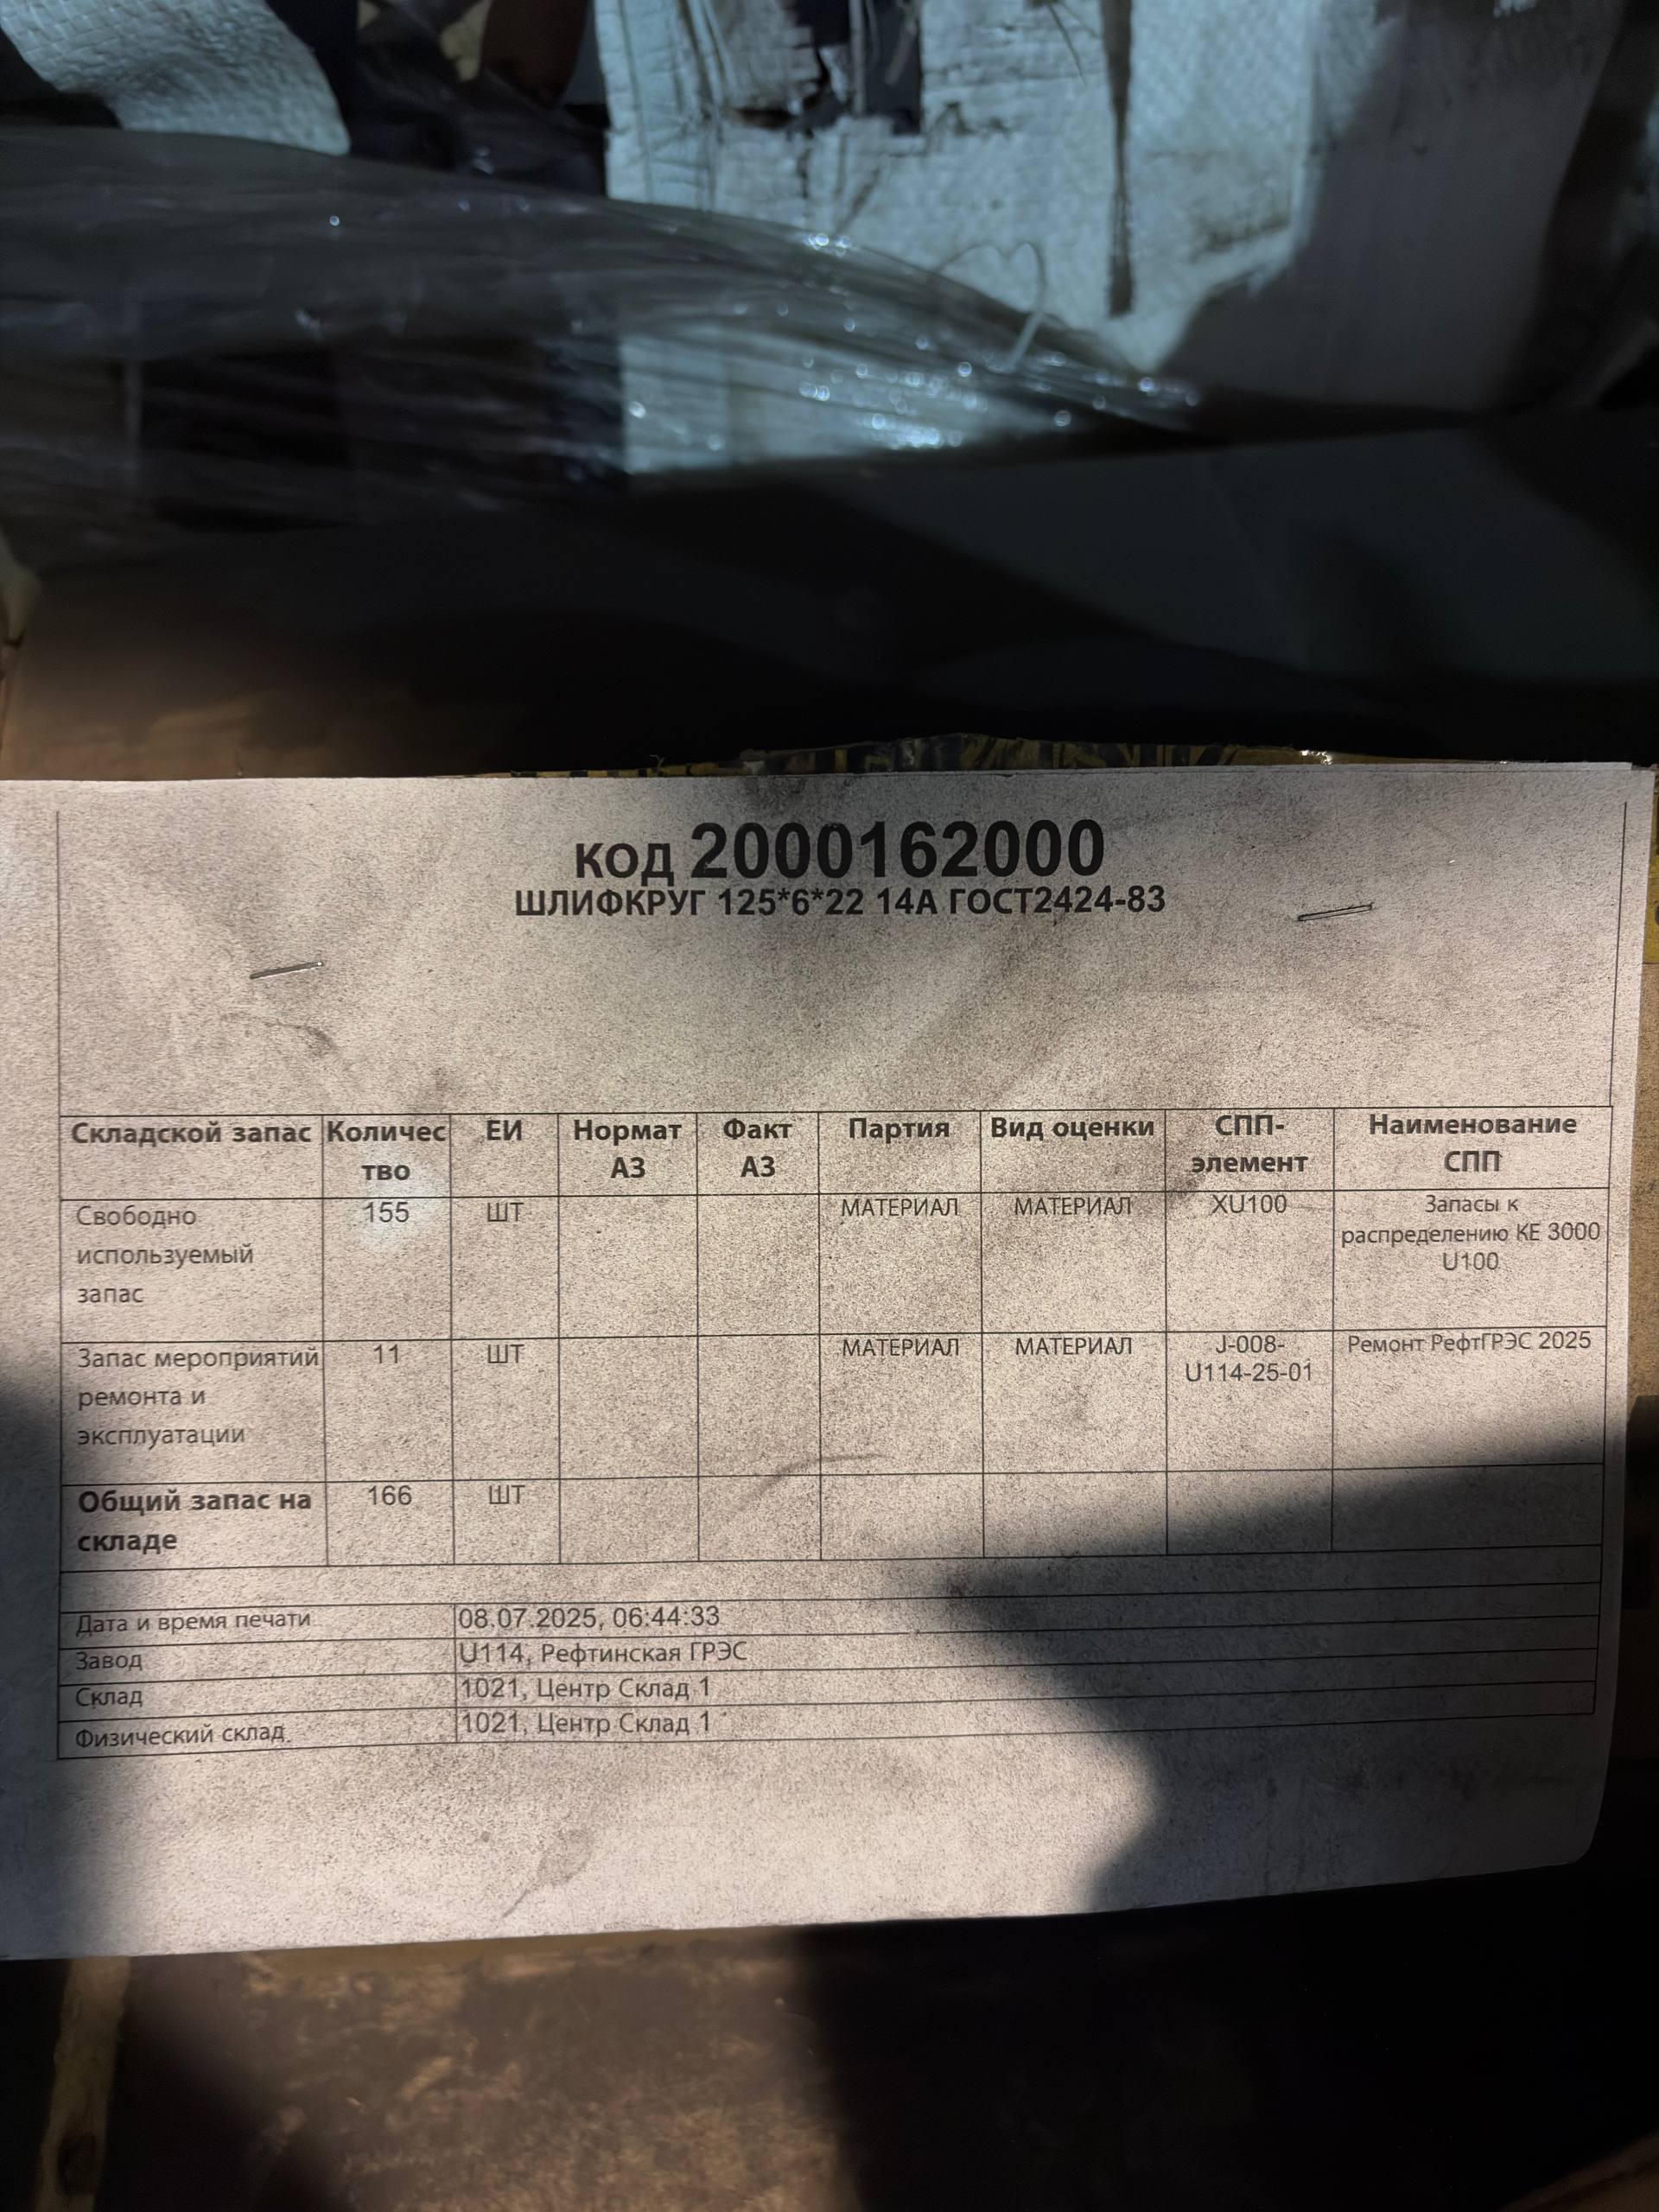 КОД 2000162000
ШЛИФКРУГ 125*6*22 14А ГОСТ2424-83
Складской запас Количес ЕИ Нормат Факт Партия Вид оценки СПП- Наименование
тво АЗ АЗ элемент СПП
Свободно 155 ШТ МАТЕРИАЛ МАТЕРИАЛ XU100 Запасы к
используемый распределению КЕ 3000
запас U100
Запас мероприятий 11 ШТ МАТЕРИАЛ МАТЕРИАЛ J-008- Ремонт РефтГРЭС 2025
ремонта и U114-25-01
эксплуатации
Общий запас на 166 ШТ
складе
Дата и время печати 08.07.2025, 06:44:33
Завод U114, Рефтинская ГРЭС
Склад 1021, Центр Склад 1
Физический склад 1021, Центр Склад 1